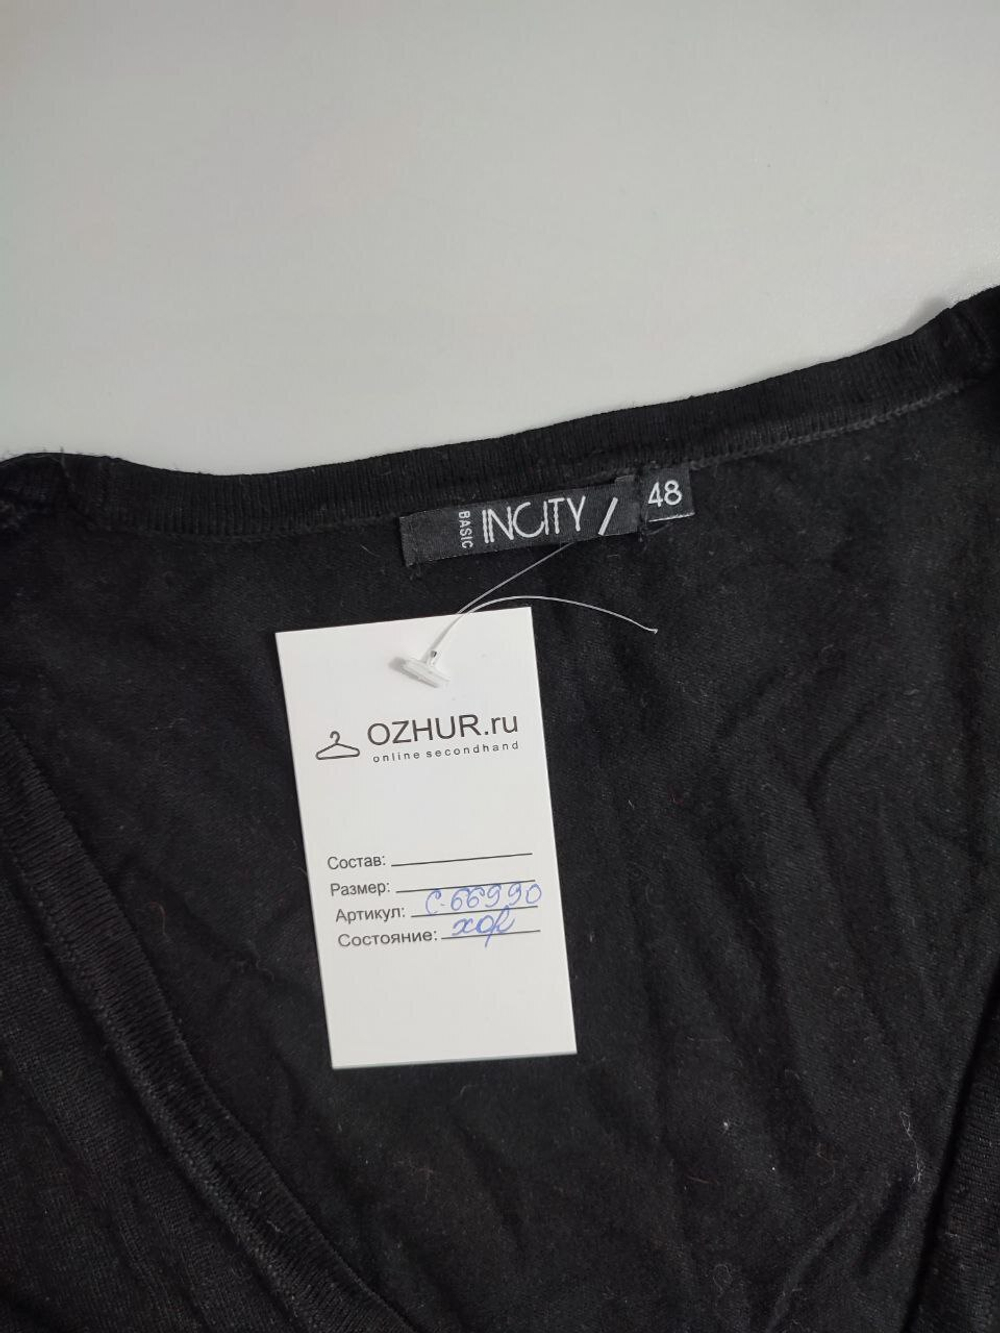 BASIC INCITY / 48
OZHUR.ru
online secondhand
Состав:
Размер:
Артикул: С-66990
Состояние: хор